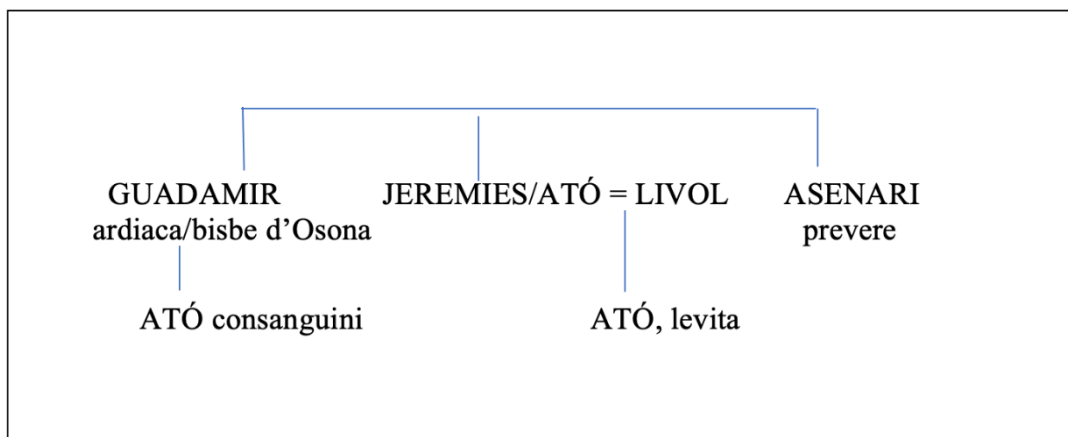 GUADAMIR JEREMIES/ATÓ = LIVOL ASENARI
ardiaca/bisbe d’Osona prevere
ATÓ consanguini ATÓ, levita